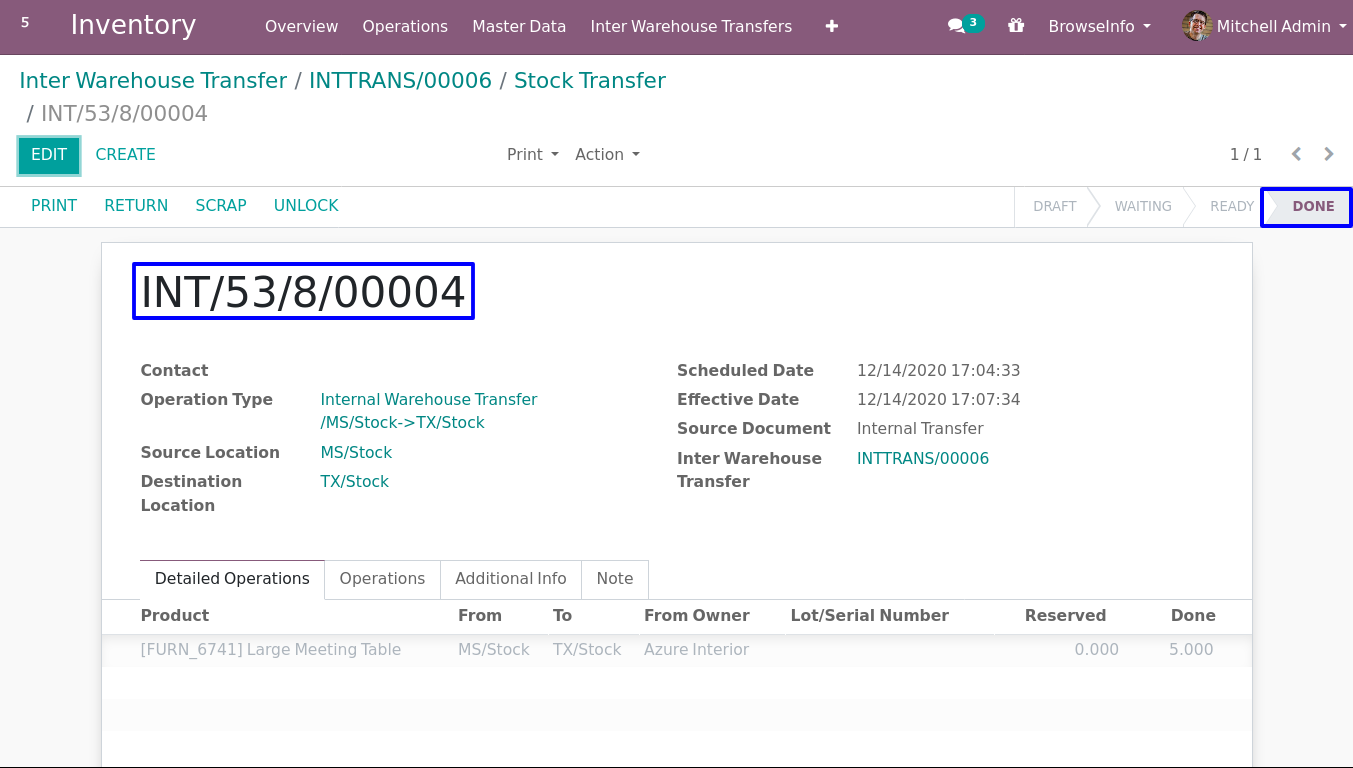 5 Inventory Overview Operations Master Data Inter Warehouse Transfers + 3 BrowseInfo Mitchell Admin
Inter Warehouse Transfer / INTTRANS/00006 / Stock Transfer
/ INT/53/8/00004
EDIT CREATE Print Action 1 / 1
PRINT RETURN SCRAP UNLOCK DRAFT WAITING READY DONE
INT/53/8/00004
Contact
Operation Type Internal Warehouse Transfer
/MS/Stock->TX/Stock
Source Location MS/Stock
Destination TX/Stock
Location
Scheduled Date 12/14/2020 17:04:33
Effective Date 12/14/2020 17:07:34
Source Document Internal Transfer
Inter Warehouse INTTRANS/00006
Transfer
Detailed Operations Operations Additional Info Note
Product From To From Owner Lot/Serial Number Reserved Done
[FURN_6741] Large Meeting Table MS/Stock TX/Stock Azure Interior 0.000 5.000